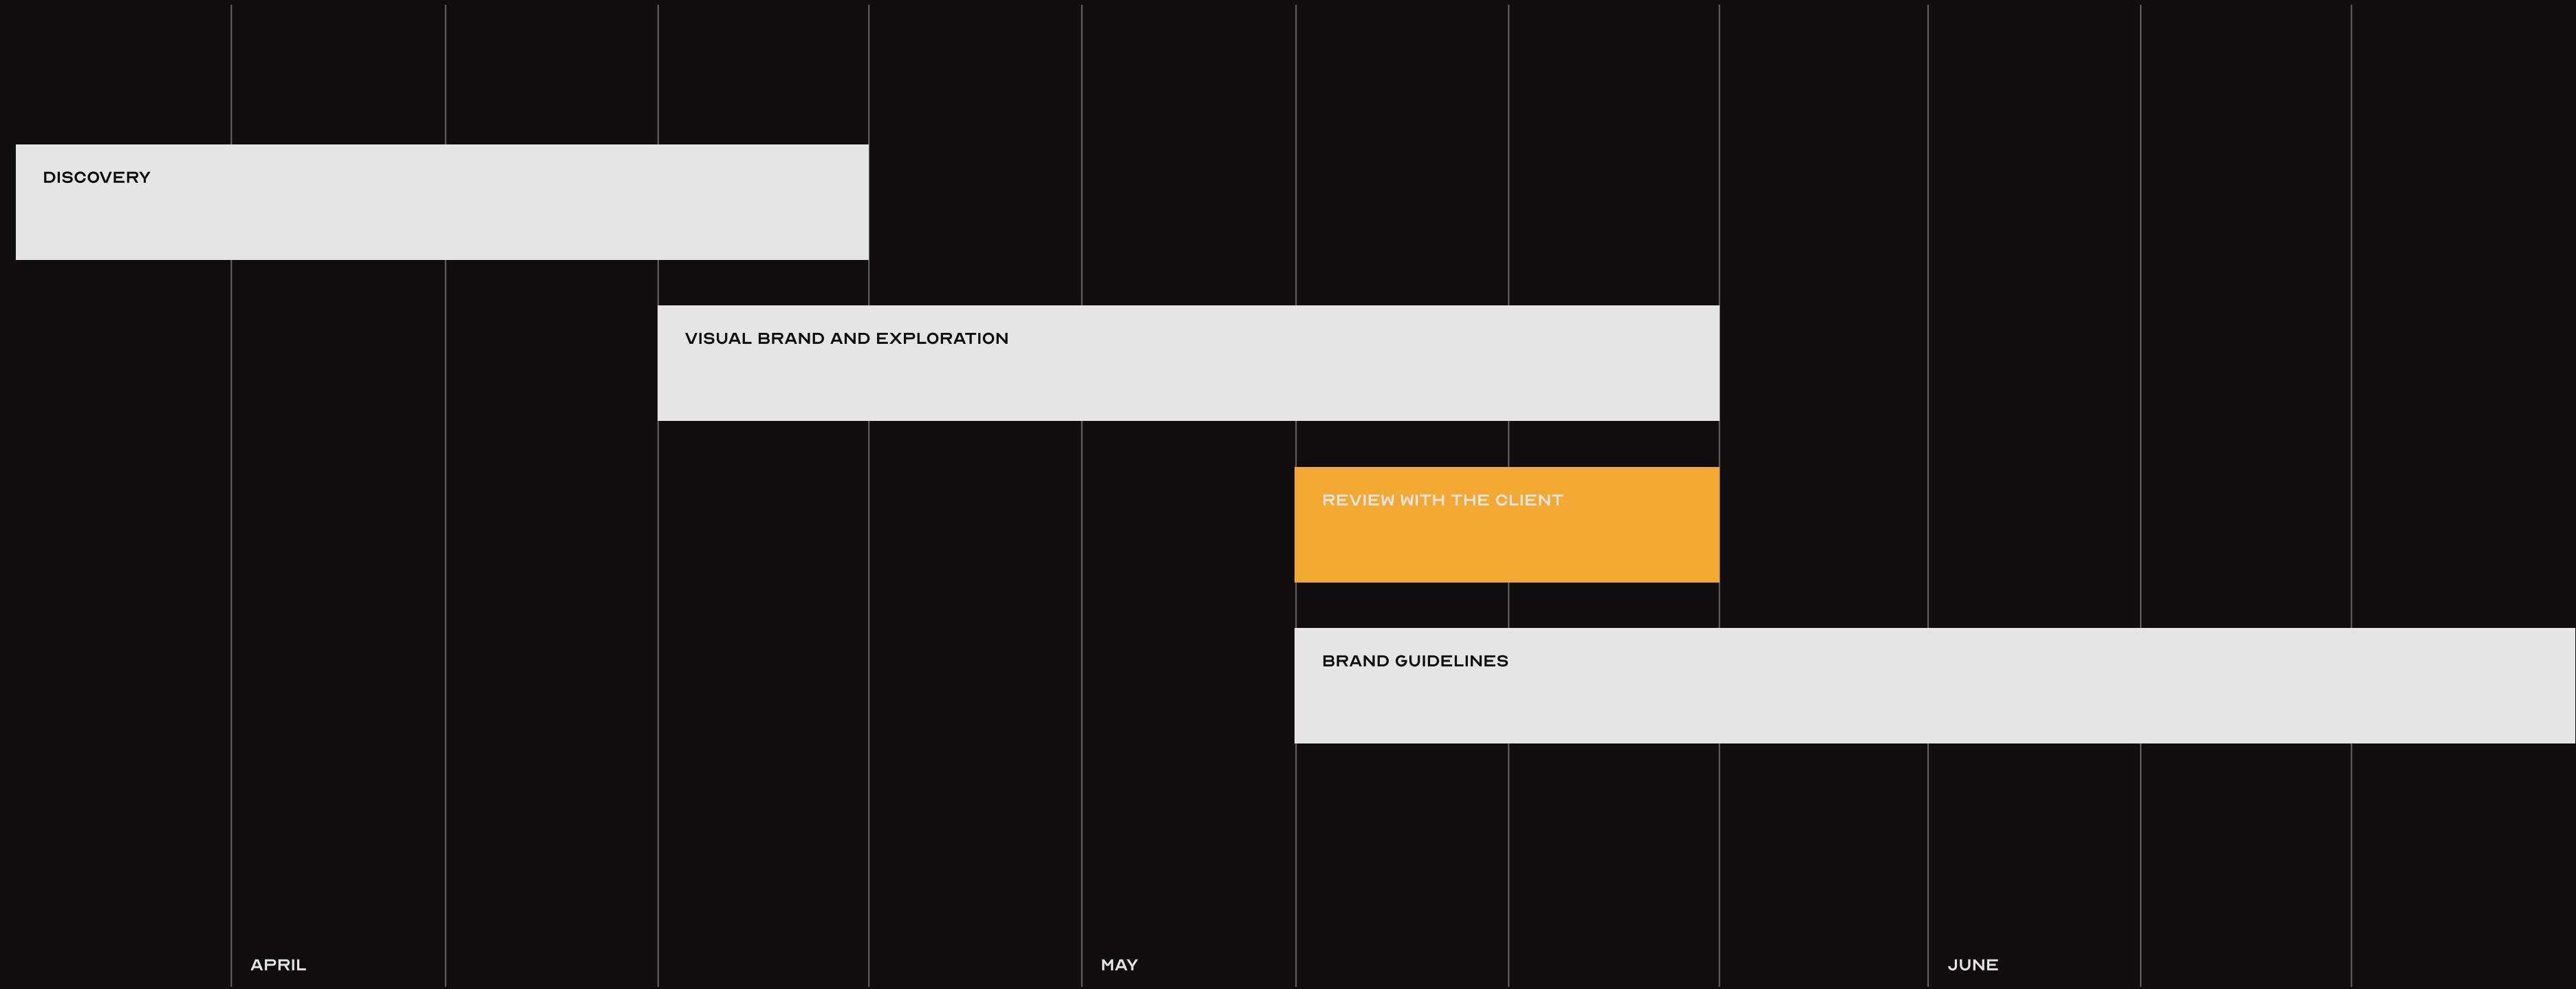 DISCOVERY
VISUAL BRAND AND EXPLORATION
REVIEW WITH THE CLIENT
BRAND GUIDELINES
APRIL
MAY
JUNE